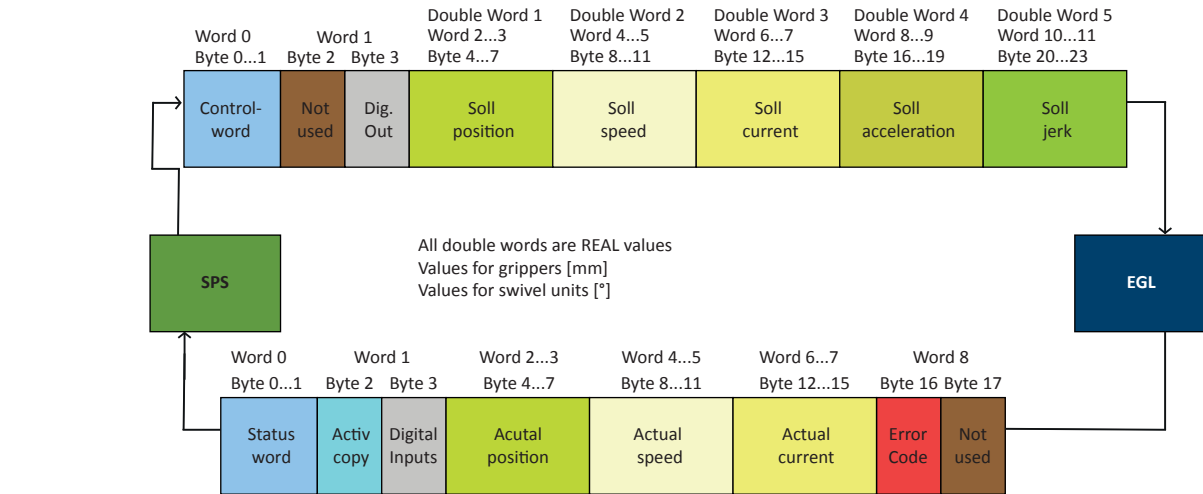 Double Word 1 Double Word 2 Double Word 3 Double Word 4 Double Word 5
Word 0 Word 1 Word 2...3 Word 4...5 Word 6...7 Word 8...9 Word 10...11
Byte 0...1 Byte 2 Byte 3 Byte 4...7 Byte 8...11 Byte 12...15 Byte 16...19 Byte 20...23
Control- Not Dig. Soll Soll Soll Soll Soll
word used Out position speed current acceleration jerk
All double words are REAL values
Values for grippers [mm]
SPS EGL
Values for swivel units [°]
Word 0 Word 1 Word 2...3 Word 4...5 Word 6...7 Word 8
Byte 0...1 Byte 2 Byte 3 Byte 4...7 Byte 8...11 Byte 12...15 Byte 16 Byte 17
Status Activ Digital Acutal Actual Actual Error Not
word copy Inputs position speed current Code used